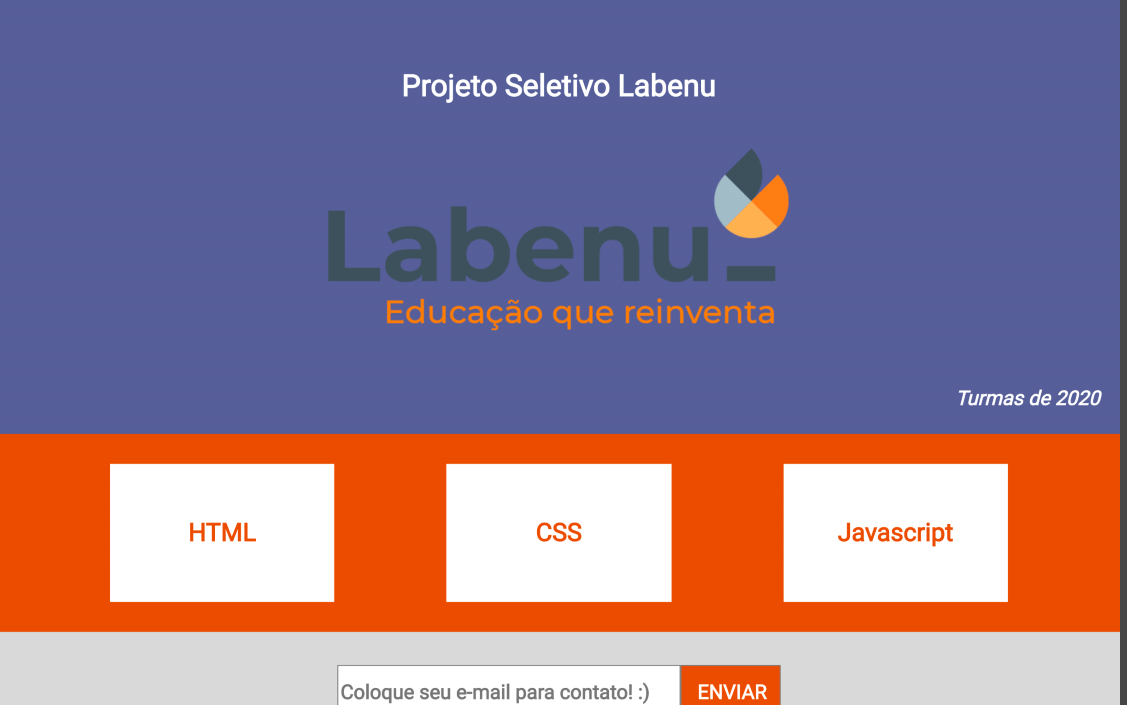 Projeto Seletivo Labenu
Labenu_
Educação que reinventa
Turmas de 2020
HTML
CSS
Javascript
Coloque seu e-mail para contato! :)
ENVIAR